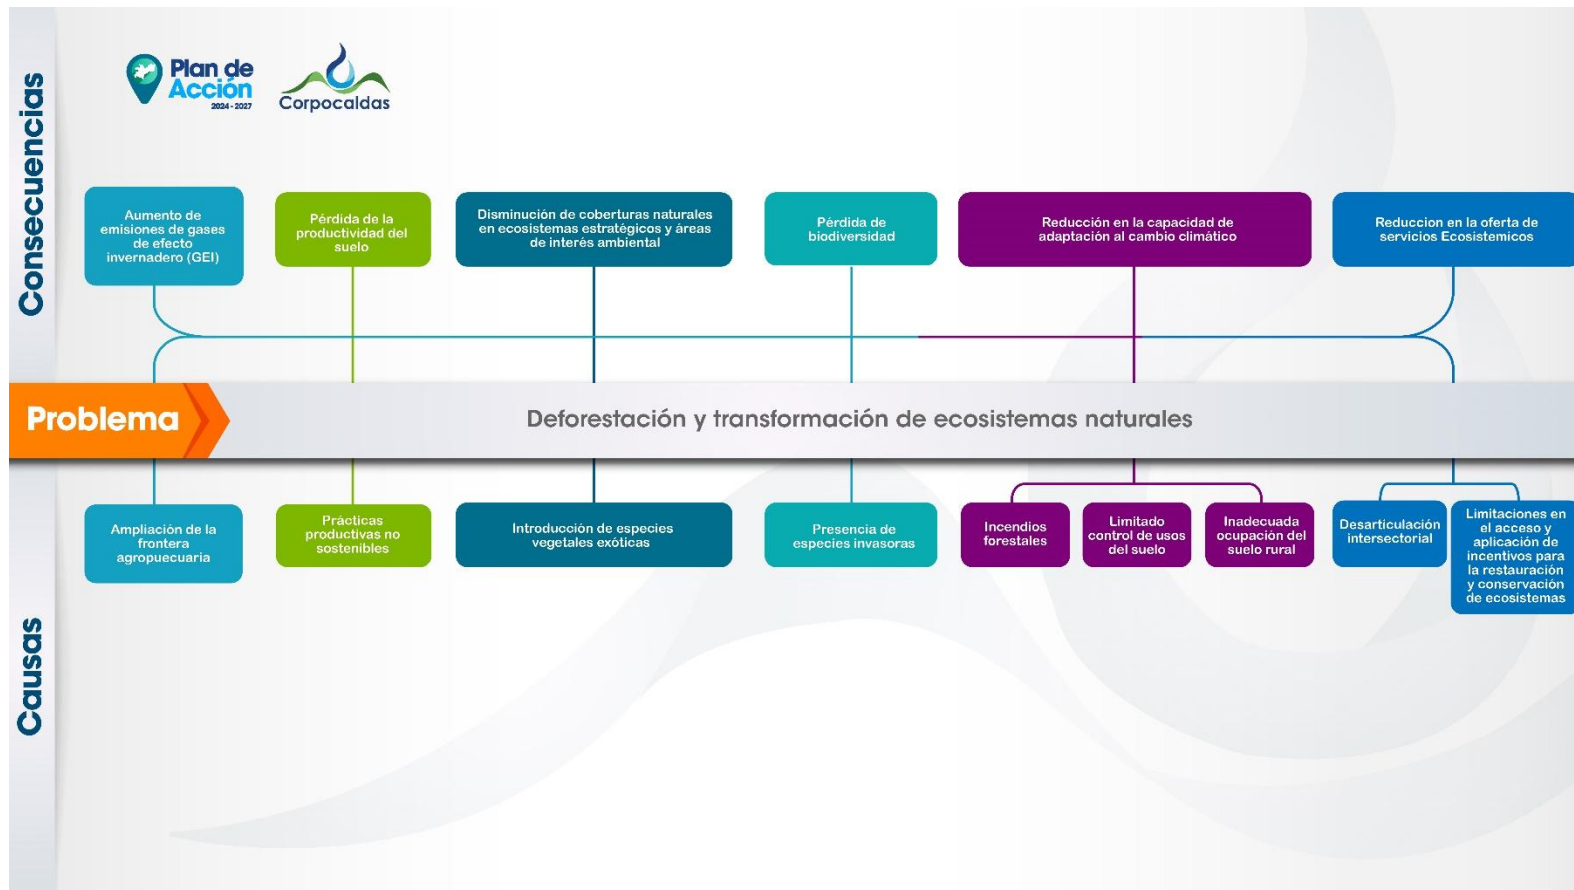 Consecuencias
Plan de
Acción
2024 - 2027
Corpocaldas
Aumento de
emisiones de gases
de efecto
invernadero (GEI)
Pérdida de la
productividad del
suelo
Disminución de coberturas naturales
en ecosistemas estratégicos y áreas
de interés ambiental
Pérdida de
biodiversidad
Reducción en la capacidad de
adaptación al cambio climático
Reduccion en la oferta de
servicios Ecosistemicos
Problema
Deforestación y transformación de ecosistemas naturales
Causas
Ampliación de la
frontera
agropuecuaria
Prácticas
productivas no
sostenibles
Introducción de especies
vegetales exóticas
Presencia de
especies invasoras
Incendios
forestales
Limitado
control de usos
del suelo
Inadecuada
ocupación del
suelo rural
Desarticulación
intersectorial
Limitaciones en
el acceso y
aplicación de
incentivos para
la restauración
y conservación
de ecosistemas